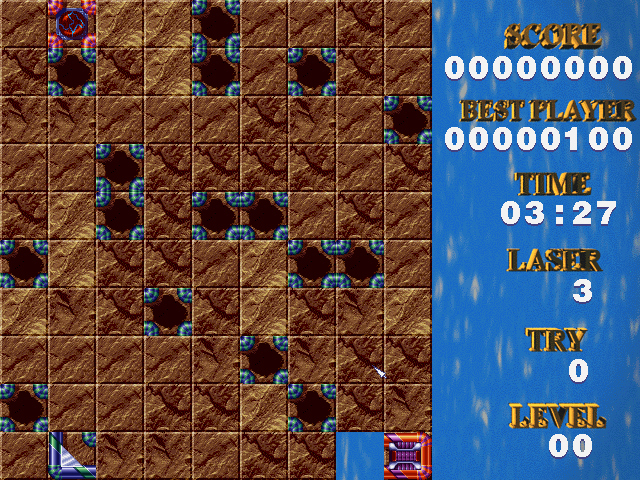 SCORE
00000000
BEST PLAYER
00000100
TIME
03:27
LASER
3
TRY
0
LEVEL
00